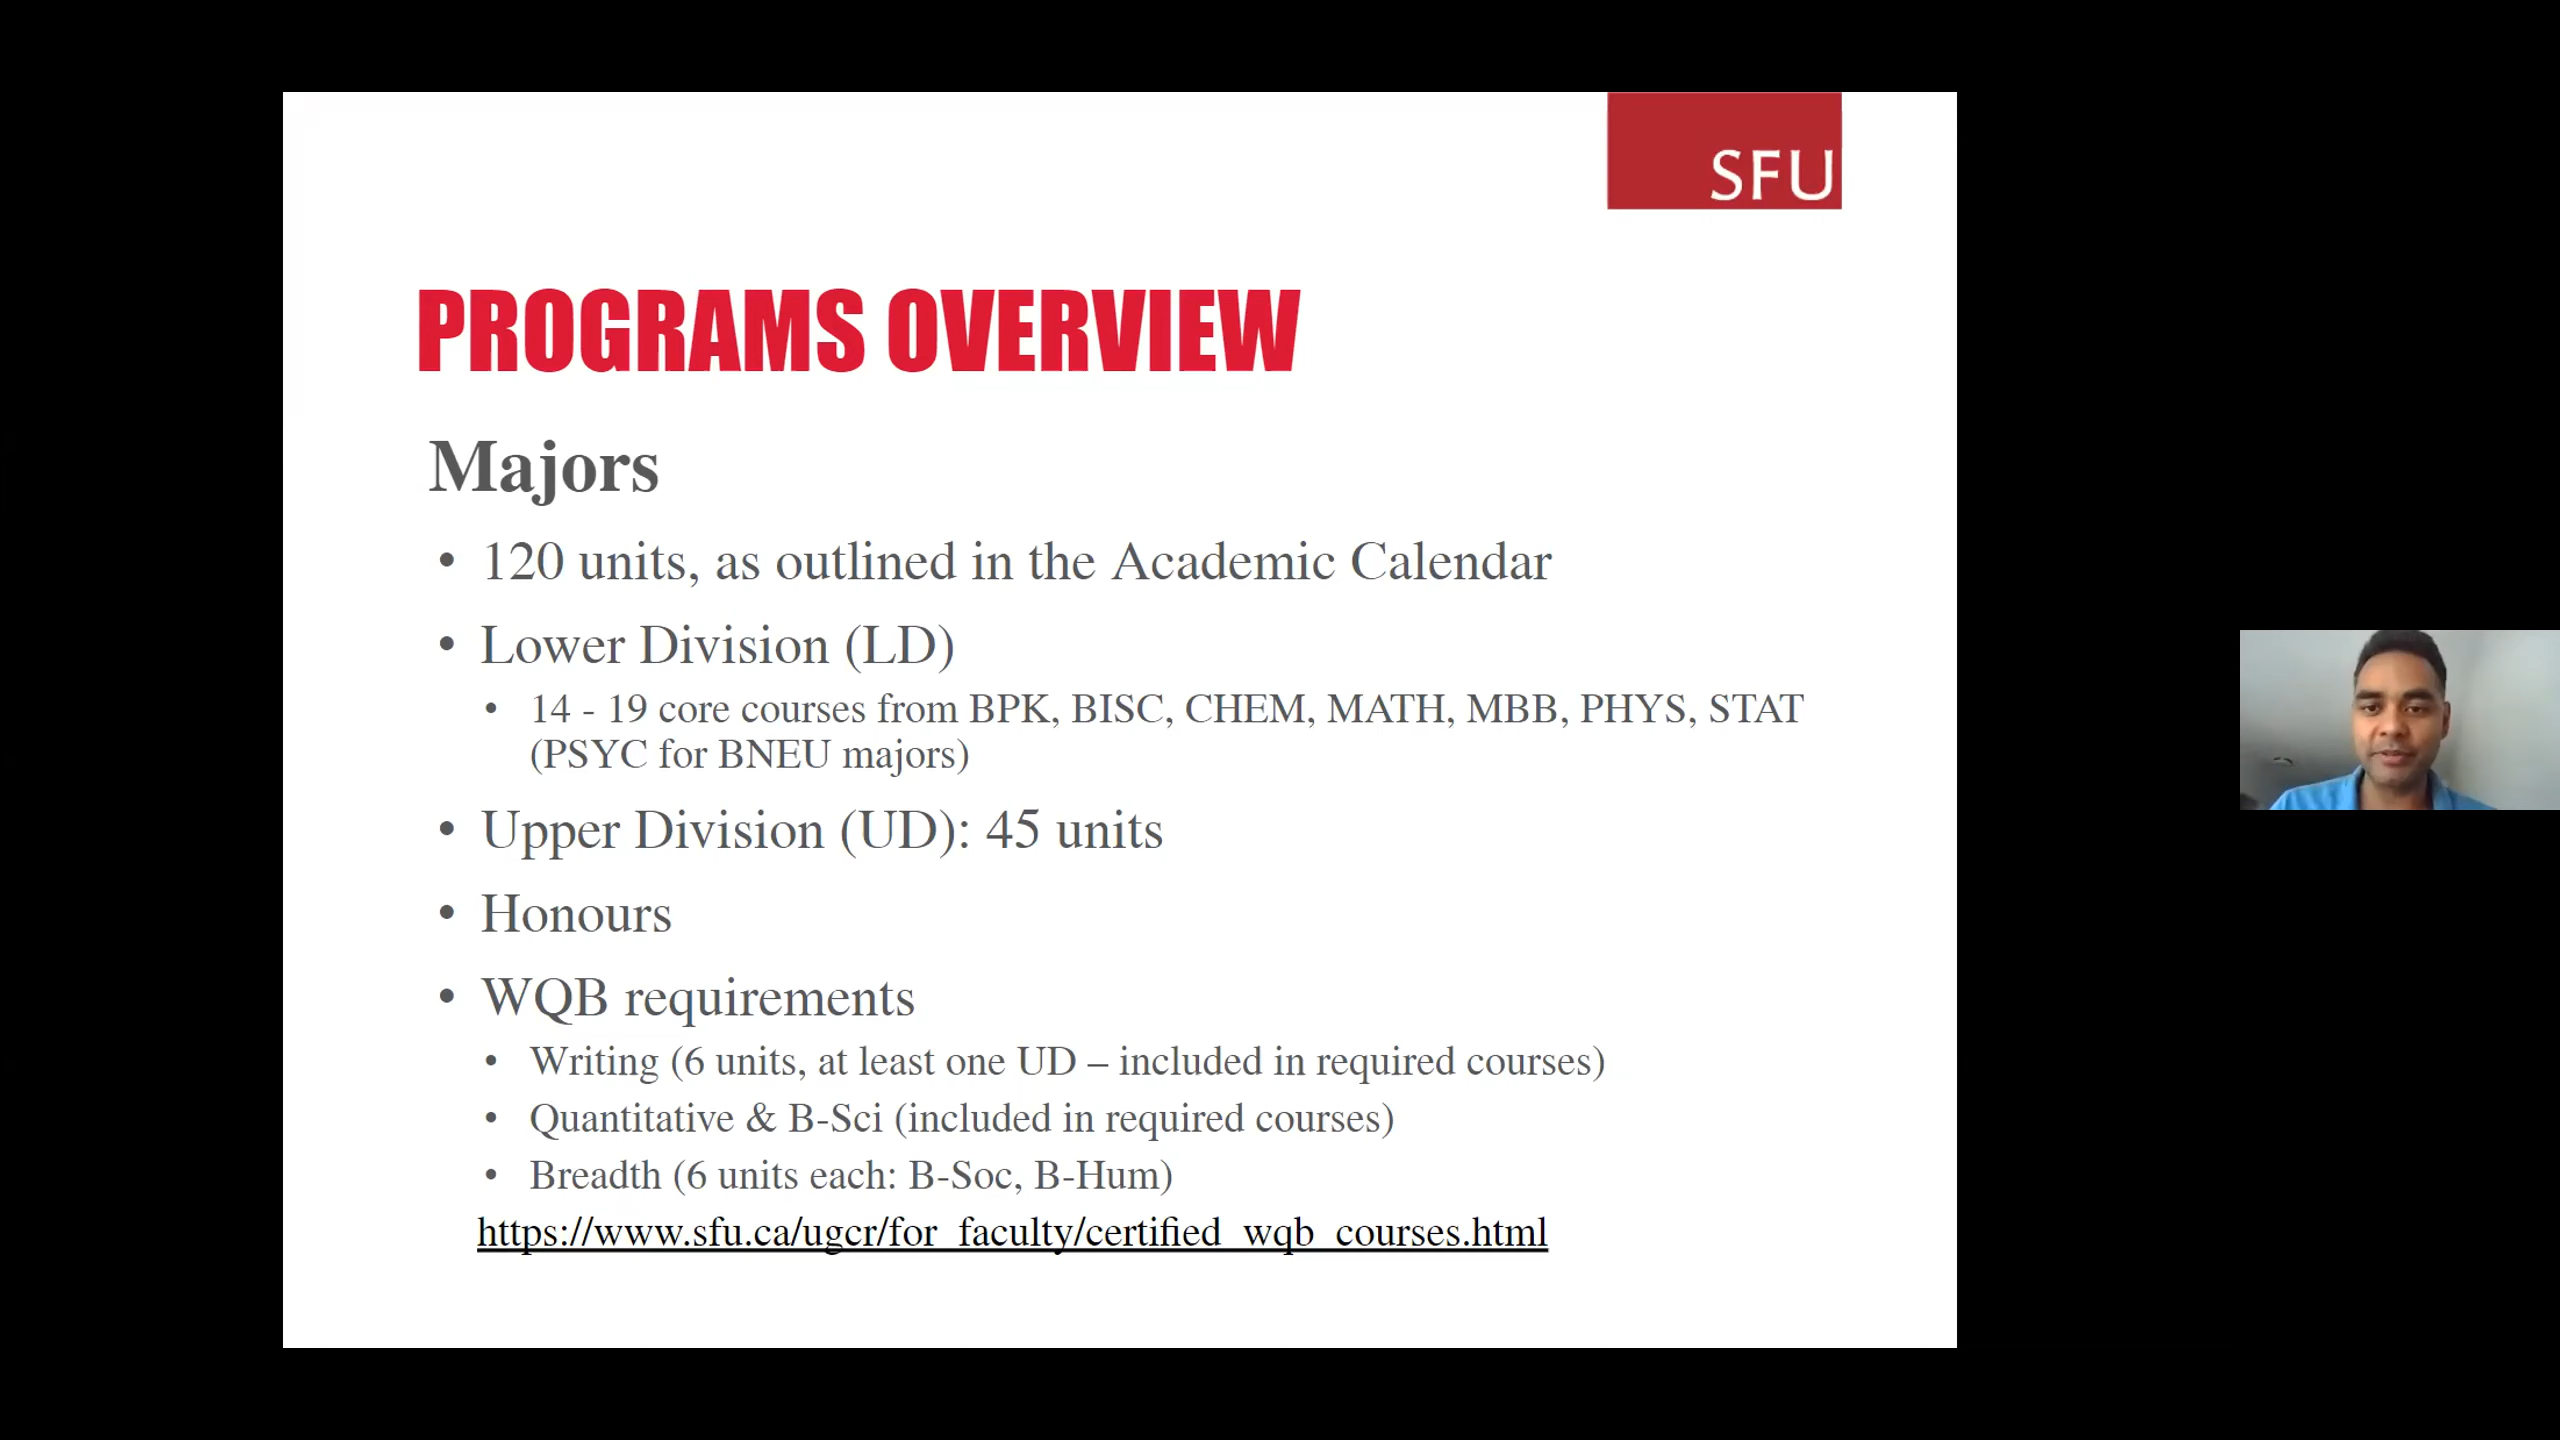 SFU
PROGRAMS OVERVIEW
Majors
• 120 units, as outlined in the Academic Calendar
• Lower Division (LD)
• 14 - 19 core courses from BPK, BISC, CHEM, MATH, MBB, PHYS, STAT
(PSYC for BNEU majors)
• Upper Division (UD): 45 units
• Honours
• WQB requirements
• Writing (6 units, at least one UD – included in required courses)
• Quantitative & B-Sci (included in required courses)
• Breadth (6 units each: B-Soc, B-Hum)
https://www.sfu.ca/ugcr/for_faculty/certified_wqb_courses.html